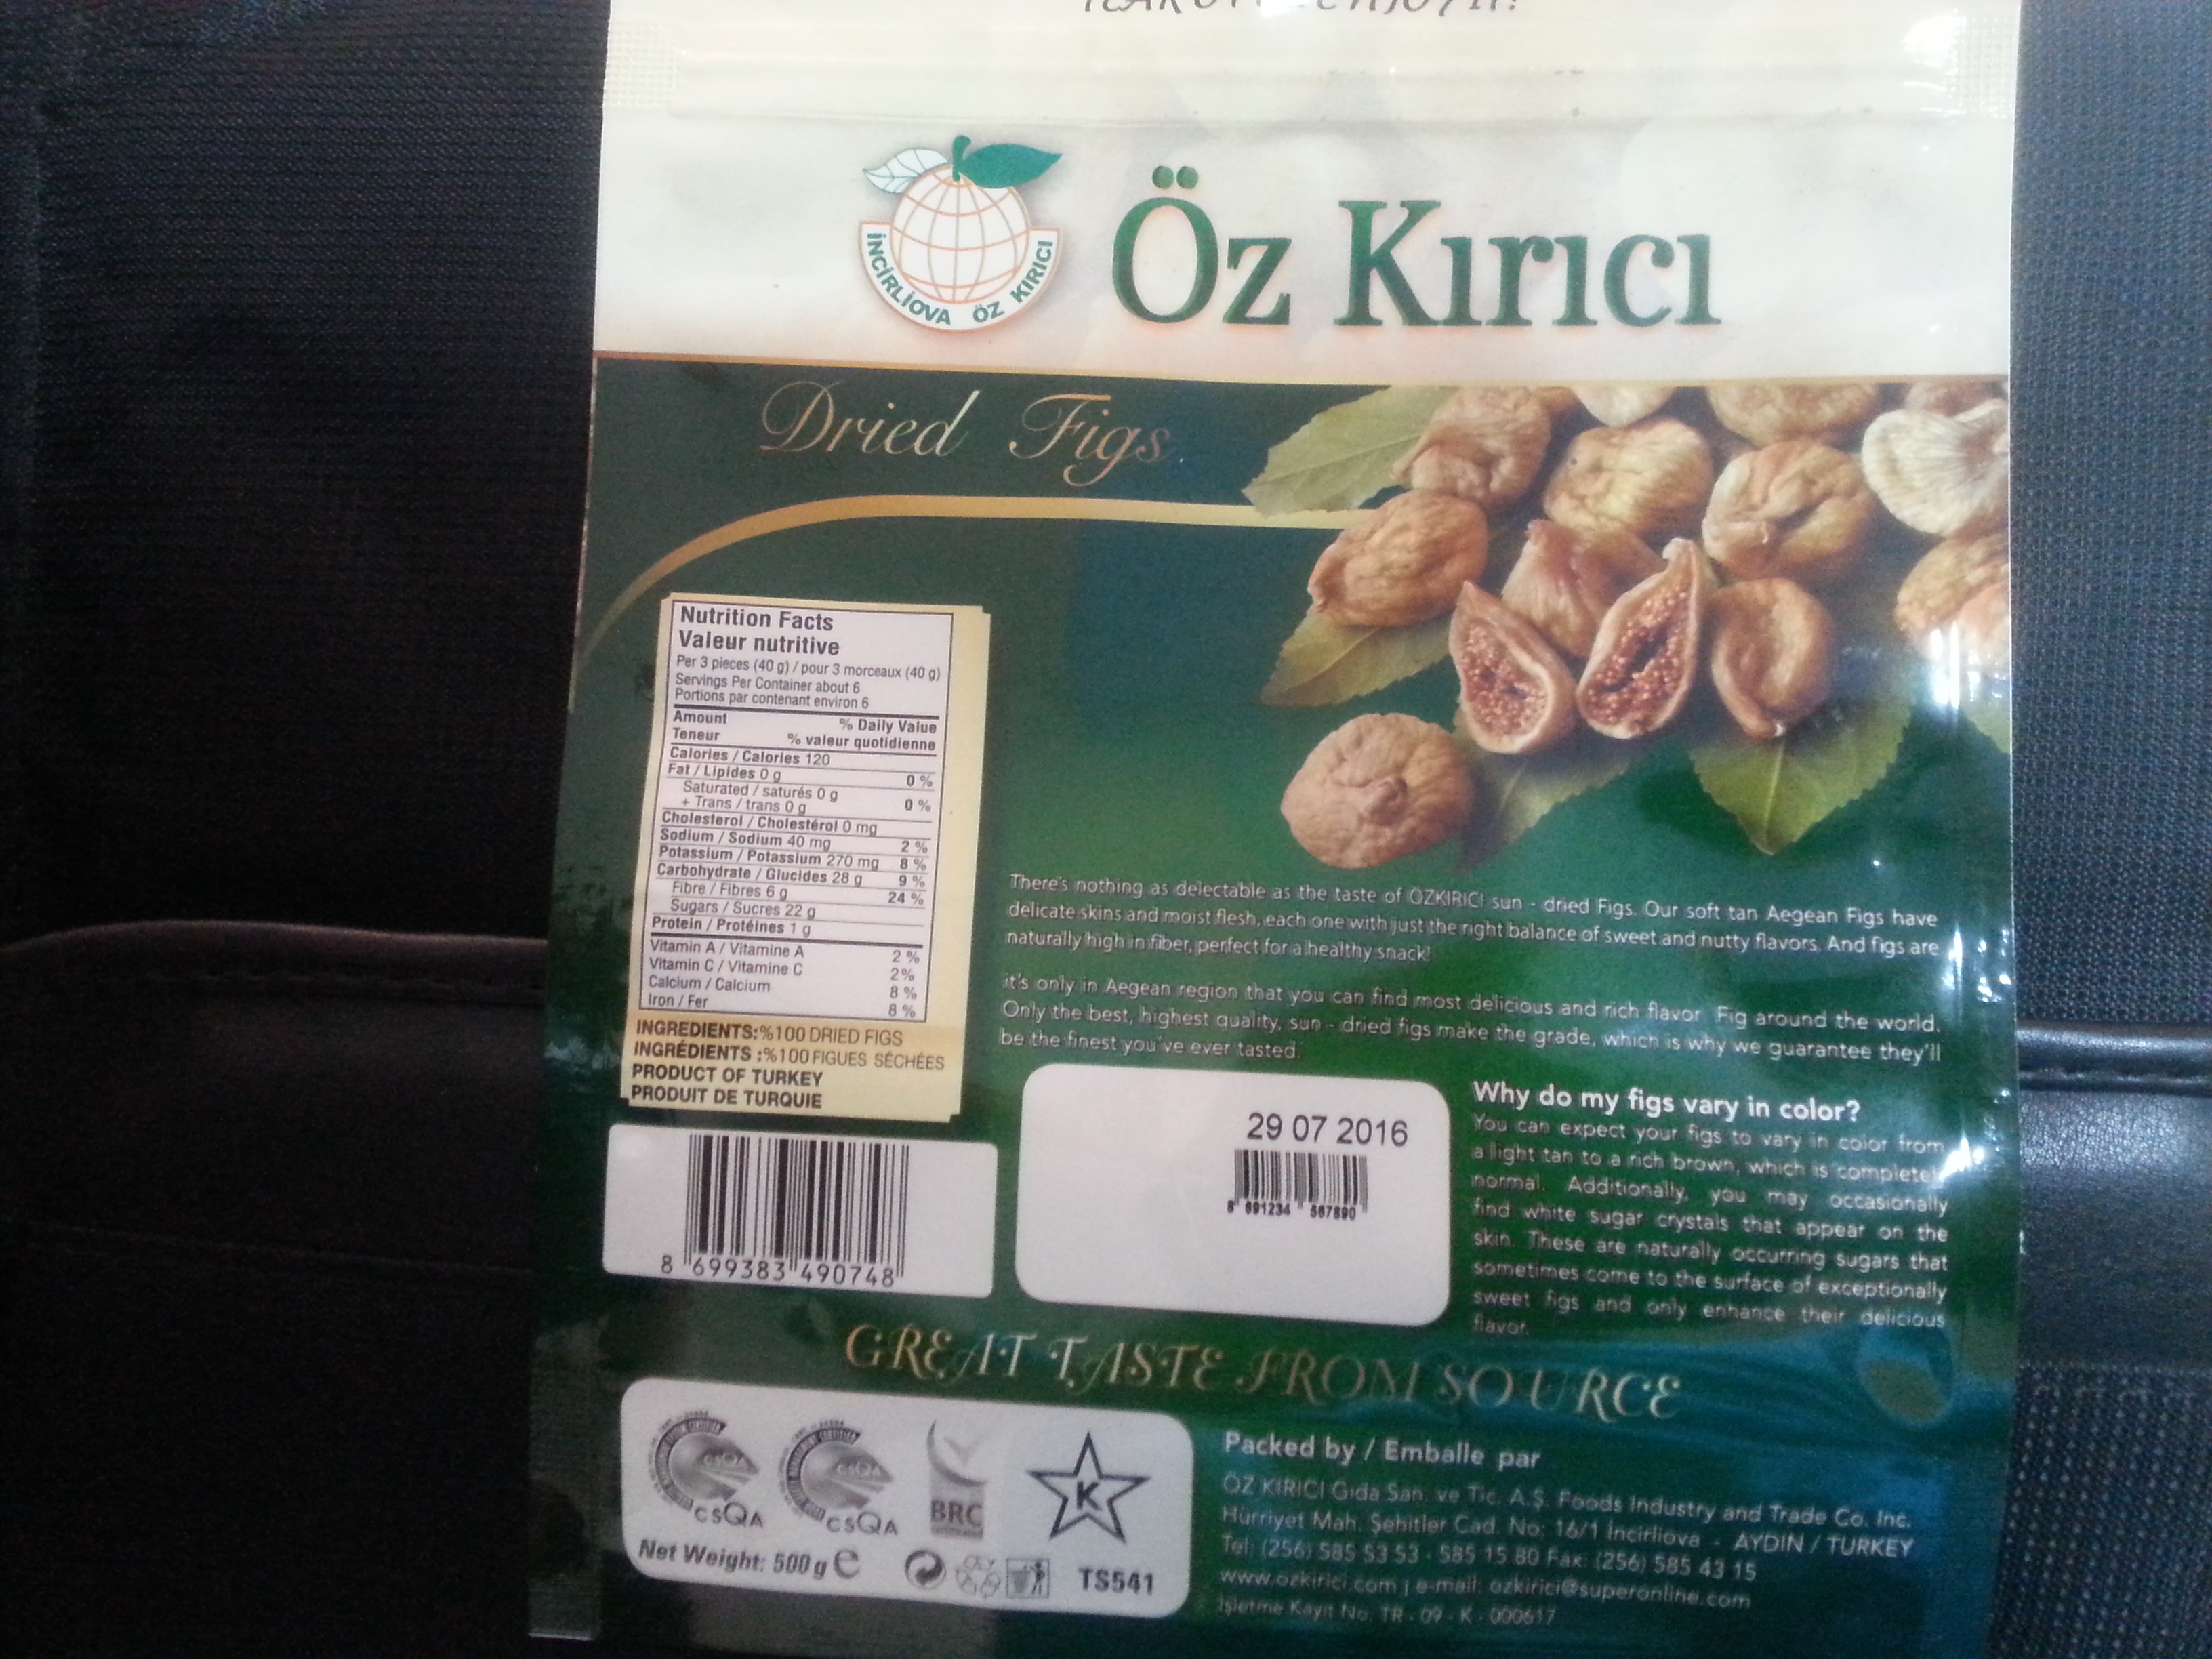 İNCİRLİOVA ÖZ KIRICI
Öz Kırıcı
Dried Figs
Nutrition Facts
Valeur nutritive
Per 3 pieces (40 g) / pour 3 morceaux (40 g)
Servings Per Container about 6
Portions par contenant environ 6
Amount % Daily Value
Teneur % valeur quotidienne
Calories / Calories 120
Fat / Lipides 0 g 0 %
Saturated / saturés 0 g
+ Trans / trans 0 g 0 %
Cholesterol / Cholestérol 0 mg
Sodium / Sodium 40 mg 2 %
Potassium / Potassium 270 mg 8 %
Carbohydrate / Glucides 28 g 9 %
Fibre / Fibres 6 g 24 %
Sugars / Sucres 22 g
Protein / Protéines 1 g
Vitamin A / Vitamine A 2 %
Vitamin C / Vitamine C 2%
Calcium / Calcium 8 %
Iron / Fer 8 %
INGREDIENTS:%100 DRIED FIGS
INGRÉDIENTS :%100 FIGUES SÉCHÉES
PRODUCT OF TURKEY
PRODUIT DE TURQUIE
There's nothing as delectable as the taste of ÖZKIRICI sun - dried Figs. Our soft tan Aegean Figs have
delicate skins and moist flesh, each one with just the right balance of sweet and nutty flavors. And figs are
naturally high in fiber, perfect for a healthy snack!
it's only in Aegean region that you can find most delicious and rich flavor Fig around the world.
Only the best, highest quality, sun - dried figs make the grade, which is why we guarantee they'll
be the finest you've ever tasted.
8 699383 490748
29 07 2016
8 691234 567890
Why do my figs vary in color?
You can expect your figs to vary in color from
a light tan to a rich brown, which is completely
normal. Additionally, you may occasionally
find white sugar crystals that appear on the
skin. These are naturally occurring sugars that
sometimes come to the surface of exceptionally
sweet figs and only enhance their delicious
flavor.
GREAT TASTE FROM SOURCE
CSQA
CSQA
CSQA
CSQA
BRC
K
Net Weight: 500 g e
TS541
Packed by / Emballe par
ÖZ KIRICI Gıda San. ve Tic. A.Ş. Foods Industry and Trade Co. Inc.
Hürriyet Mah. Şehitler Cad. No: 16/1 İncirliova - AYDIN / TURKEY
Tel: (256) 585 53 53 - 585 15 80 Fax: (256) 585 43 15
www.ozkirici.com | e-mail: ozkirici@superonline.com
İşletme Kayıt No: TR - 09 - K - 000617